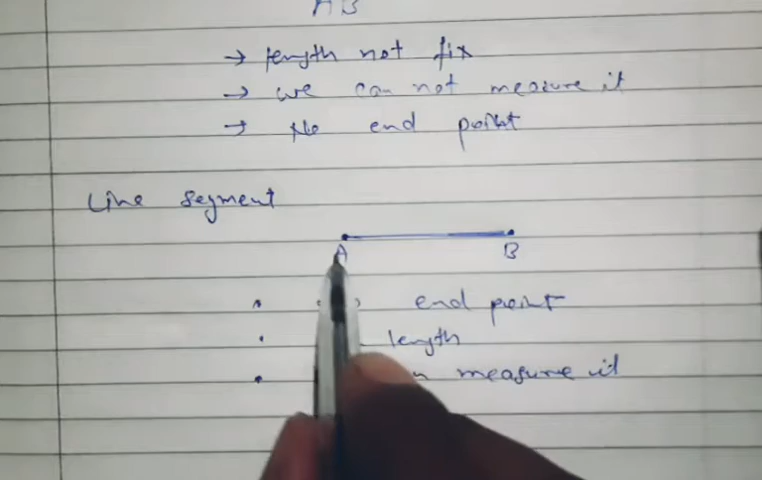 AB
→ length not fix
→ we can not measure it
→ No end point
Line segment
A B
end point
length
measure it